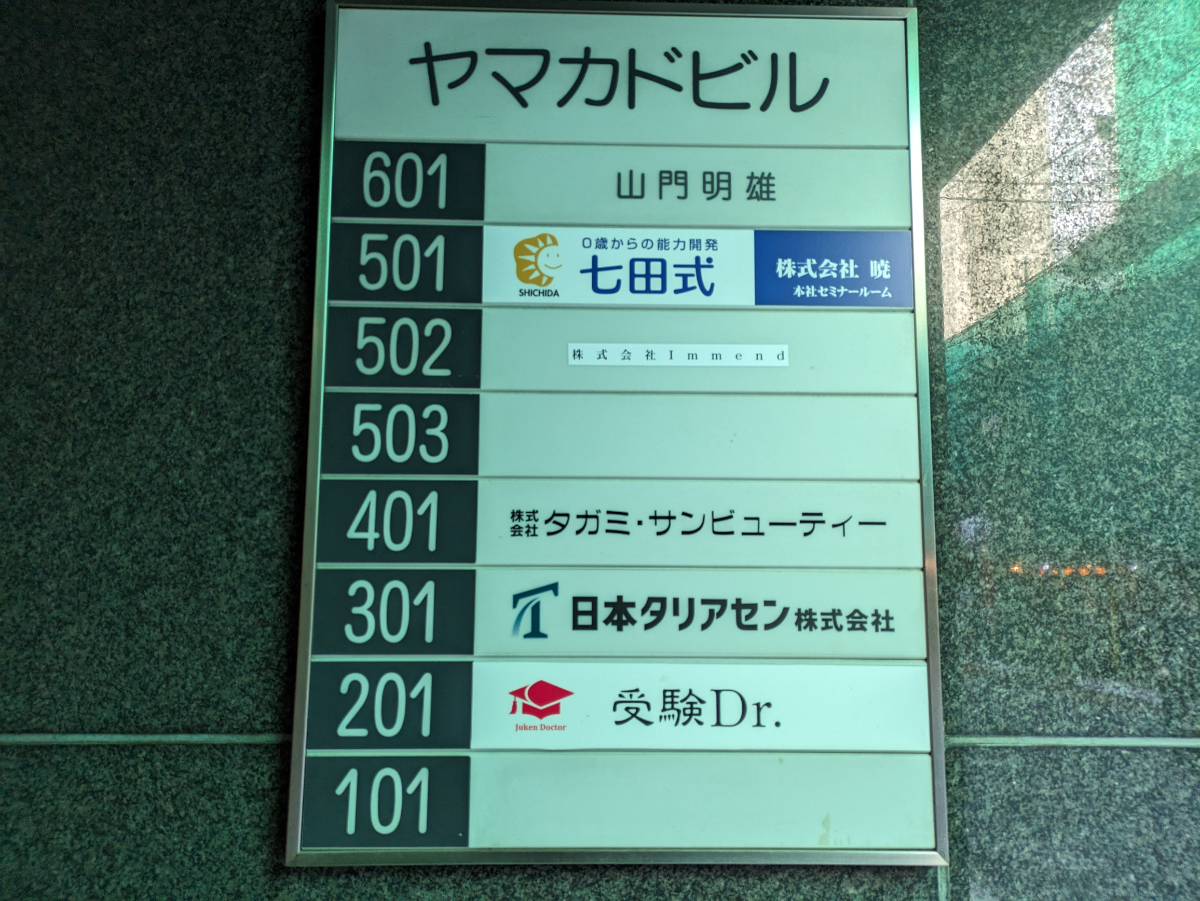 ヤマカドビル
601 山門明雄
501 SHICHIDA 0歳からの能力開発 七田式 株式会社 暁 本社セミナールーム
502 株式会社Immend
503
401 株式会社 タガミ・サンビューティー
301 日本タリアセン株式会社
201 Juken Doctor 受験Dr.
101